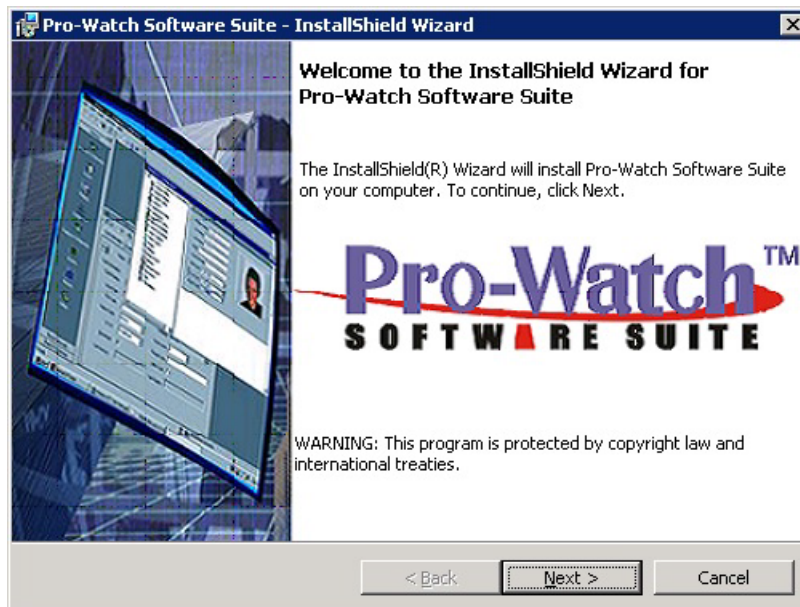 Pro-Watch Software Suite - InstallShield Wizard
Welcome to the InstallShield Wizard for
Pro-Watch Software Suite
The InstallShield(R) Wizard will install Pro-Watch Software Suite
on your computer. To continue, click Next.
Pro-Watch™
SOFTWARE SUITE
WARNING: This program is protected by copyright law and
international treaties.
< Back
Next >
Cancel